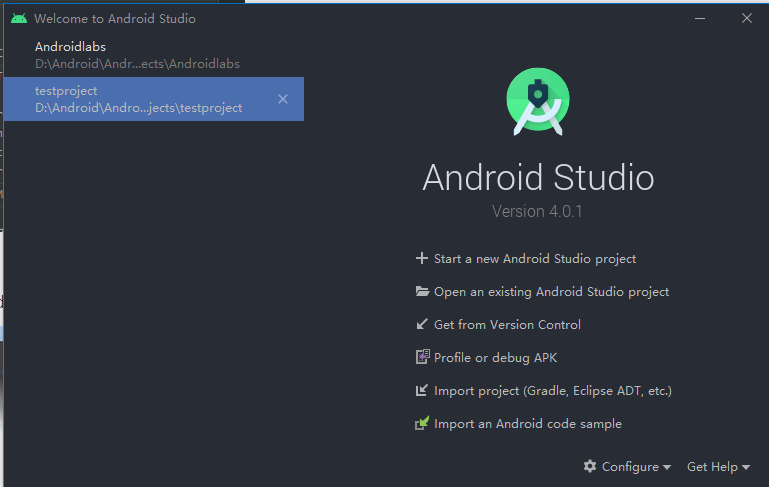 Welcome to Android Studio
Androidlabs
D:\Android\Andr...ects\Androidlabs
testproject
D:\Android\Andro...jects\testproject
Android Studio
Version 4.0.1
Start a new Android Studio project
Open an existing Android Studio project
Get from Version Control
Profile or debug APK
Import project (Gradle, Eclipse ADT, etc.)
Import an Android code sample
Configure
Get Help